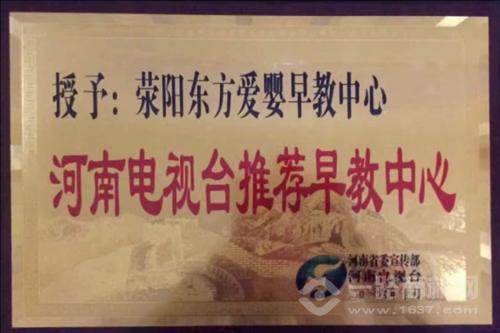 授予：荥阳东方爱婴早教中心
河南电视台推荐早教中心
河南省委宣传部
河南电视台
www.1637.com